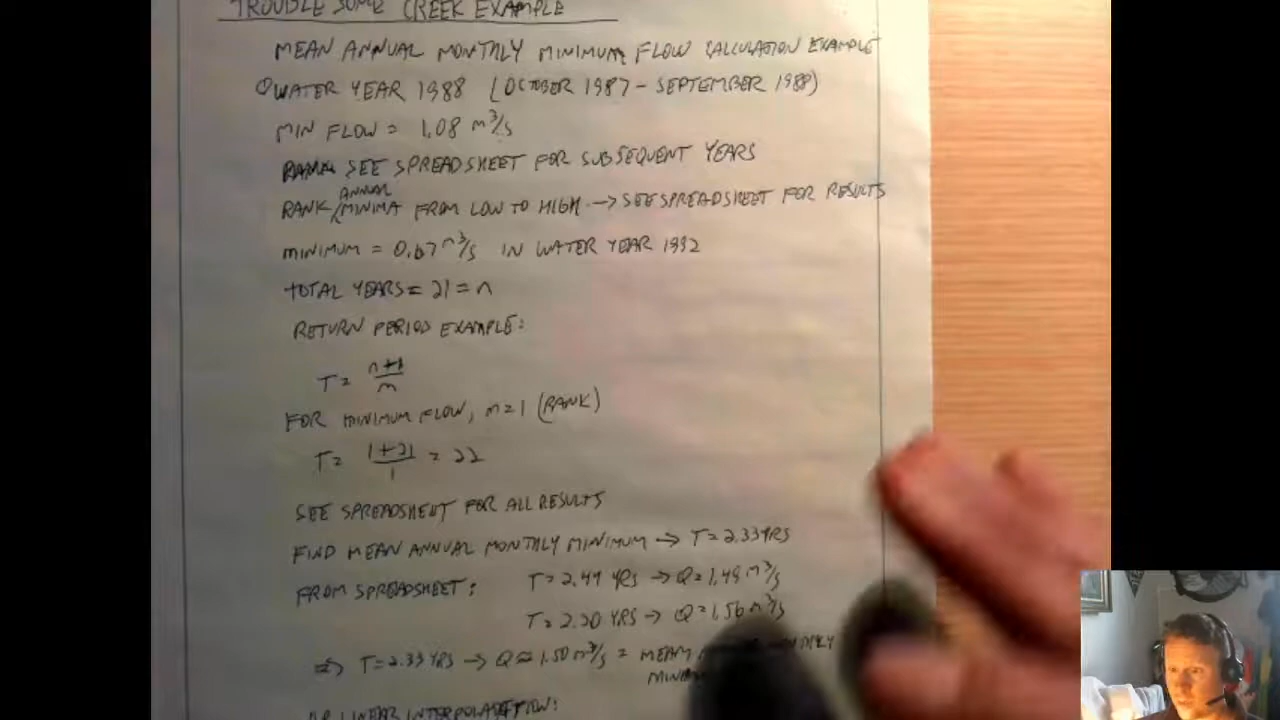 TROUBLESOME CREEK EXAMPLE
MEAN ANNUAL MONTHLY MINIMUM FLOW CALCULATION EXAMPLE
WATER YEAR 1988 (OCTOBER 1987 - SEPTEMBER 1988)
MIN FLOW = 1.08 m³/s
SEE SPREADSHEET FOR SUBSEQUENT YEARS
ANNUAL
RANK / MINIMA FROM LOW TO HIGH → SEE SPREADSHEET FOR RESULTS
MINIMUM = 0.67 m³/s IN WATER YEAR 1992
TOTAL YEARS = 21 = n
RETURN PERIOD EXAMPLE:
T = n+1/m
FOR MINIMUM FLOW, m=1 (RANK)
T = 1+21/1 = 22
SEE SPREADSHEET FOR ALL RESULTS
FIND MEAN ANNUAL MONTHLY MINIMUM → T=2.33YRS
FROM SPREADSHEET: T=2.44 YRS → Q=1.49 m³/s
T=2.20 YRS → Q=1.56 m³/s
⇒ T=2.33 YRS → Q≅1.50 m³/s = MEAN MONTHLY
OR LINEAR INTERPOLATION: